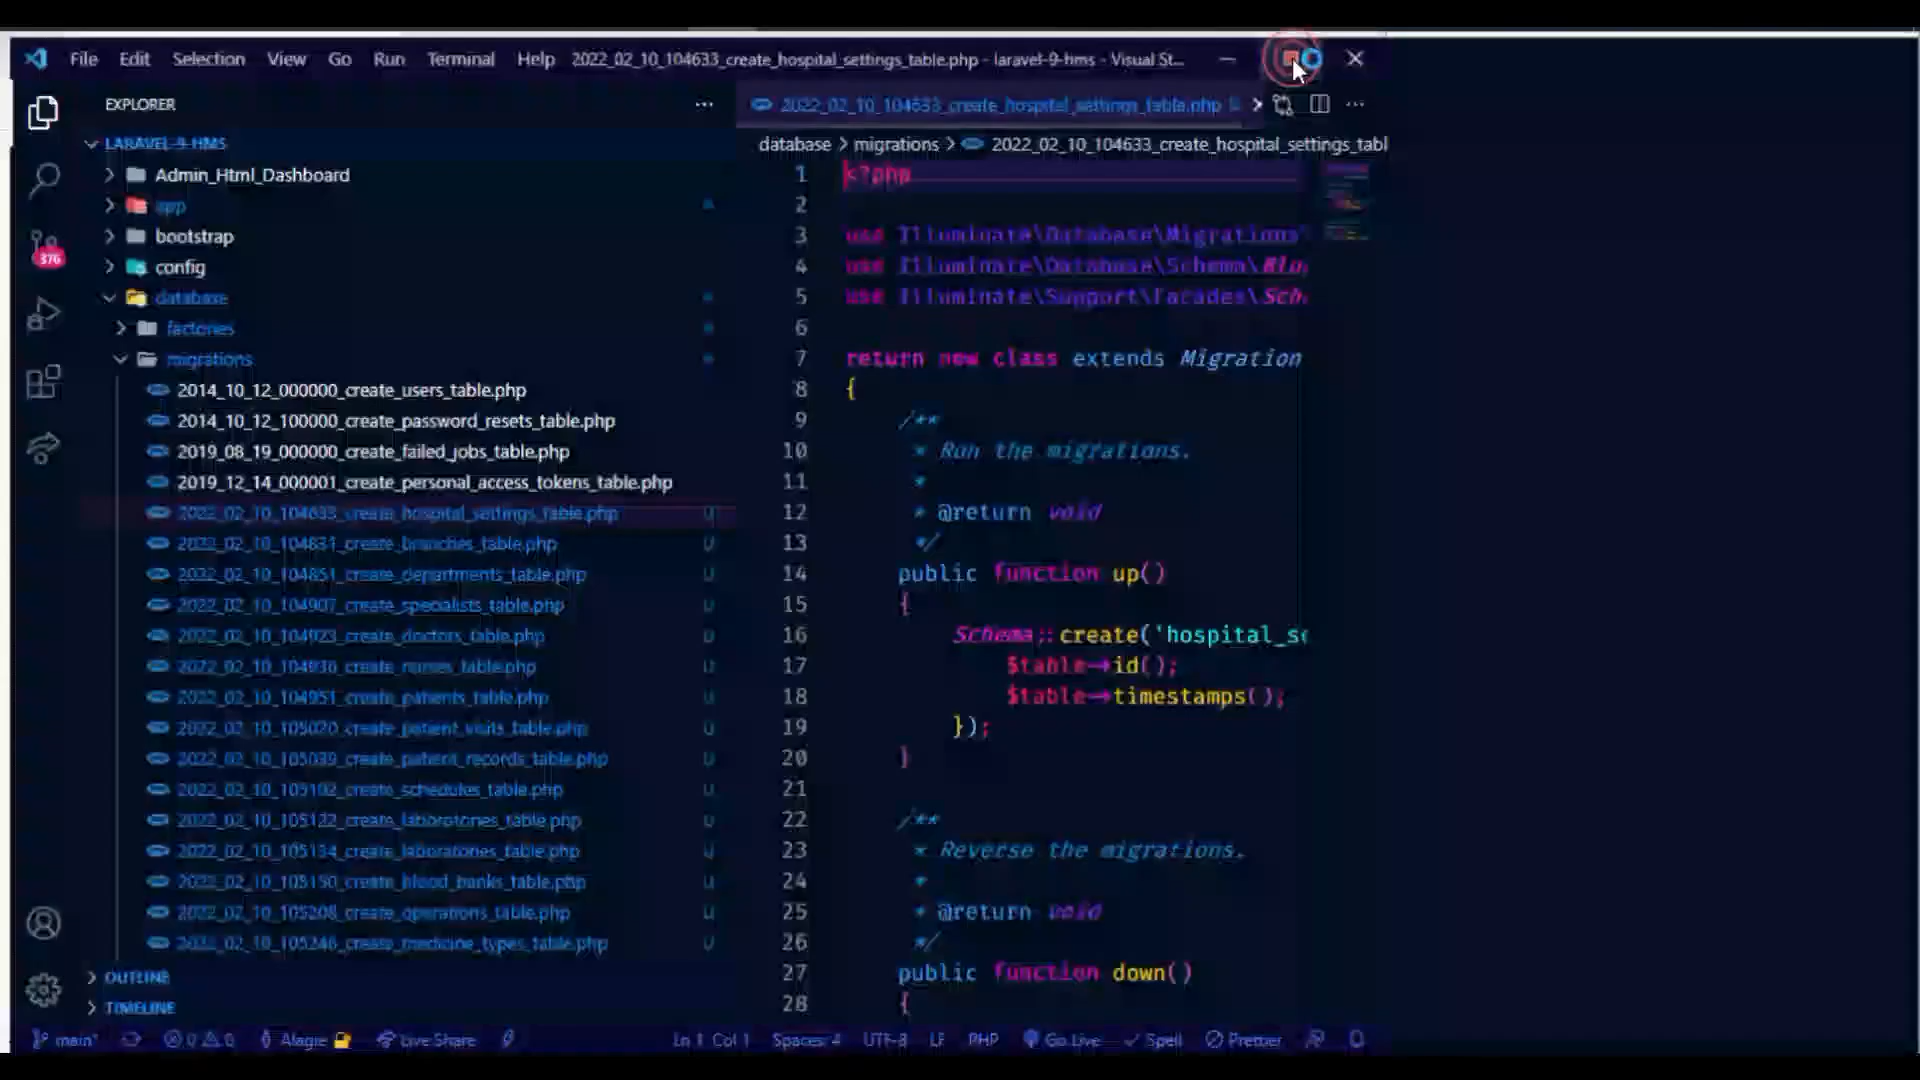 File Edit Selection View Go Run Terminal Help 2022_02_10_104633_create_hospital_settings_table.php - laravel-9-hms - Visual St...
EXPLORER
2022_02_10_104633_create_hospital_settings_table.php
LARAVEL-9-HMS
database > migrations > 2022_02_10_104633_create_hospital_settings_tabl
Admin_Html_Dashboard
app
bootstrap
376
config
database
factories
migrations
2014_10_12_000000_create_users_table.php
2014_10_12_100000_create_password_resets_table.php
2019_08_19_000000_create_failed_jobs_table.php
2019_12_14_000001_create_personal_access_tokens_table.php
2022_02_10_104633_create_hospital_settings_table.php U
2022_02_10_104831_create_branches_table.php U
2022_02_10_104851_create_departments_table.php U
2022_02_10_104907_create_specialists_table.php U
2022_02_10_104923_create_doctors_table.php U
2022_02_10_104936_create_nurses_table.php U
2022_02_10_104951_create_patients_table.php U
2022_02_10_105020_create_patient_visits_table.php U
2022_02_10_105039_create_patient_records_table.php U
2022_02_10_105102_create_schedules_table.php U
2022_02_10_105122_create_laboratories_table.php U
2022_02_10_105134_create_laboratories_table.php U
2022_02_10_105150_create_blood_banks_table.php U
2022_02_10_105208_create_operations_table.php U
2022_02_10_105246_create_medicine_types_table.php U
OUTLINE
TIMELINE
1 <?php
2
3 use Illuminate\Database\Migrations\
4 use Illuminate\Database\Schema\Blu
5 use Illuminate\Support\Facades\Sch
6
7 return new class extends Migration
8 {
9 /**
10 * Run the migrations.
11 *
12 * @return void
13 */
14 public function up()
15 {
16 Schema::create('hospital_se
17 $table→id();
18 $table→timestamps();
19 });
20 }
21
22 /**
23 * Reverse the migrations.
24 *
25 * @return void
26 */
27 public function down()
28 {
main* 0 0 Alagie Live Share Ln 1, Col 1 Spaces: 4 UTF-8 LF PHP Go Live Spell Prettier